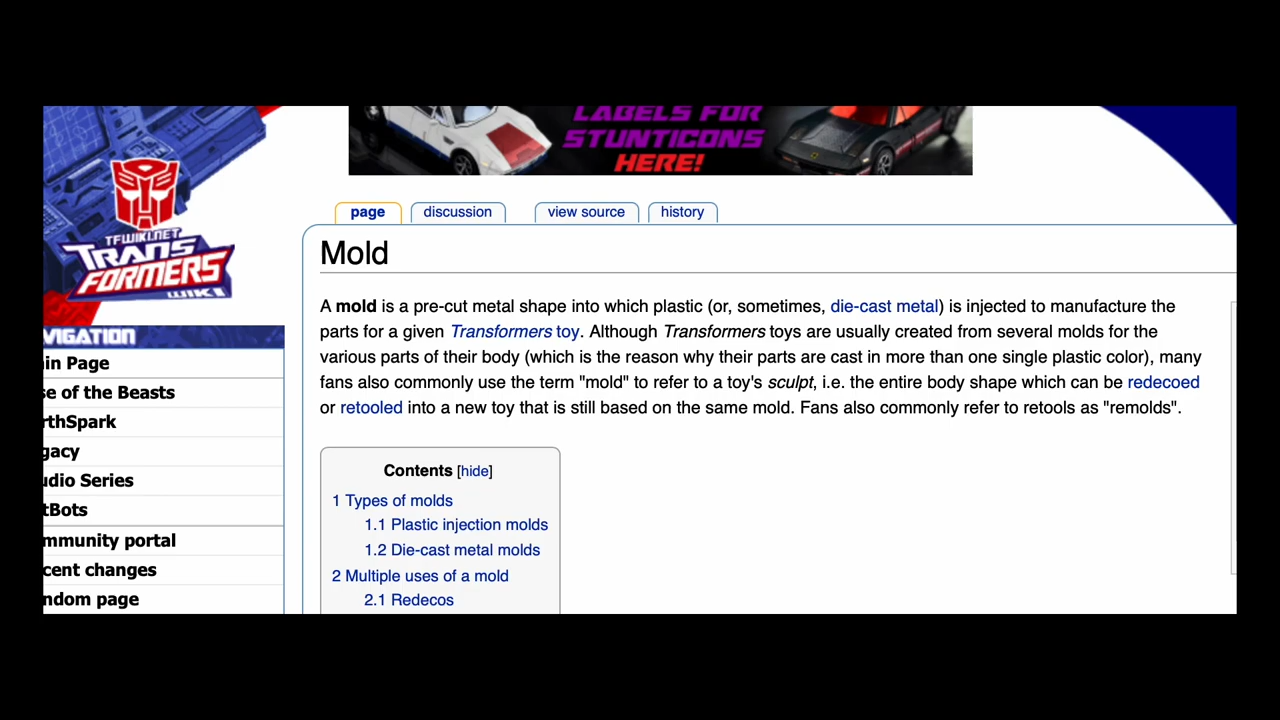 LABELS FOR
STUNTICONS
HERE!
TFWIKI.NET
TRANSFORMERS
WIKI
page
discussion
view source
history
Mold
A mold is a pre-cut metal shape into which plastic (or, sometimes, die-cast metal) is injected to manufacture the
parts for a given Transformers toy. Although Transformers toys are usually created from several molds for the
various parts of their body (which is the reason why their parts are cast in more than one single plastic color), many
fans also commonly use the term "mold" to refer to a toy's sculpt, i.e. the entire body shape which can be redecoed
or retooled into a new toy that is still based on the same mold. Fans also commonly refer to retools as "remolds".
VIGATION
in Page
se of the Beasts
rthSpark
gacy
udio Series
tBots
mmunity portal
cent changes
ndom page
Contents [hide]
1 Types of molds
1.1 Plastic injection molds
1.2 Die-cast metal molds
2 Multiple uses of a mold
2.1 Redecos